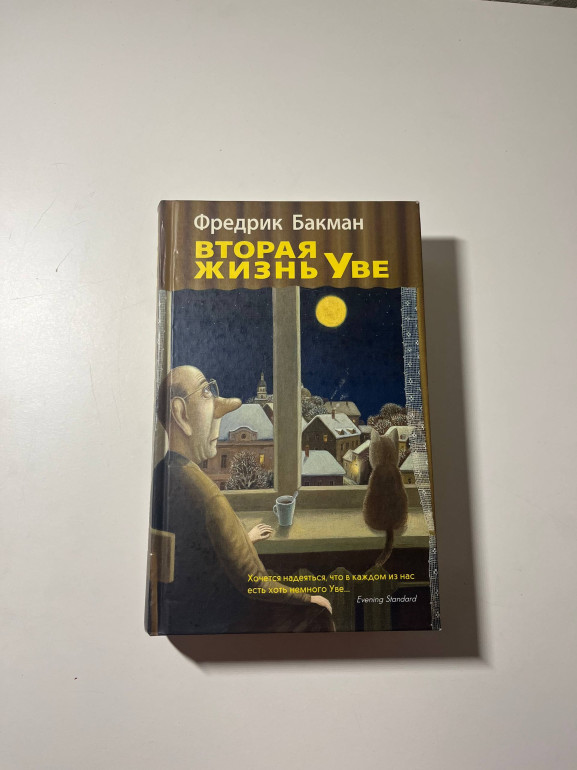 Фредрик Бакман
ВТОРАЯ
ЖИЗНЬ УВЕ
Хочется надеяться, что в каждом из нас
есть хоть немного Уве...
Evening Standard